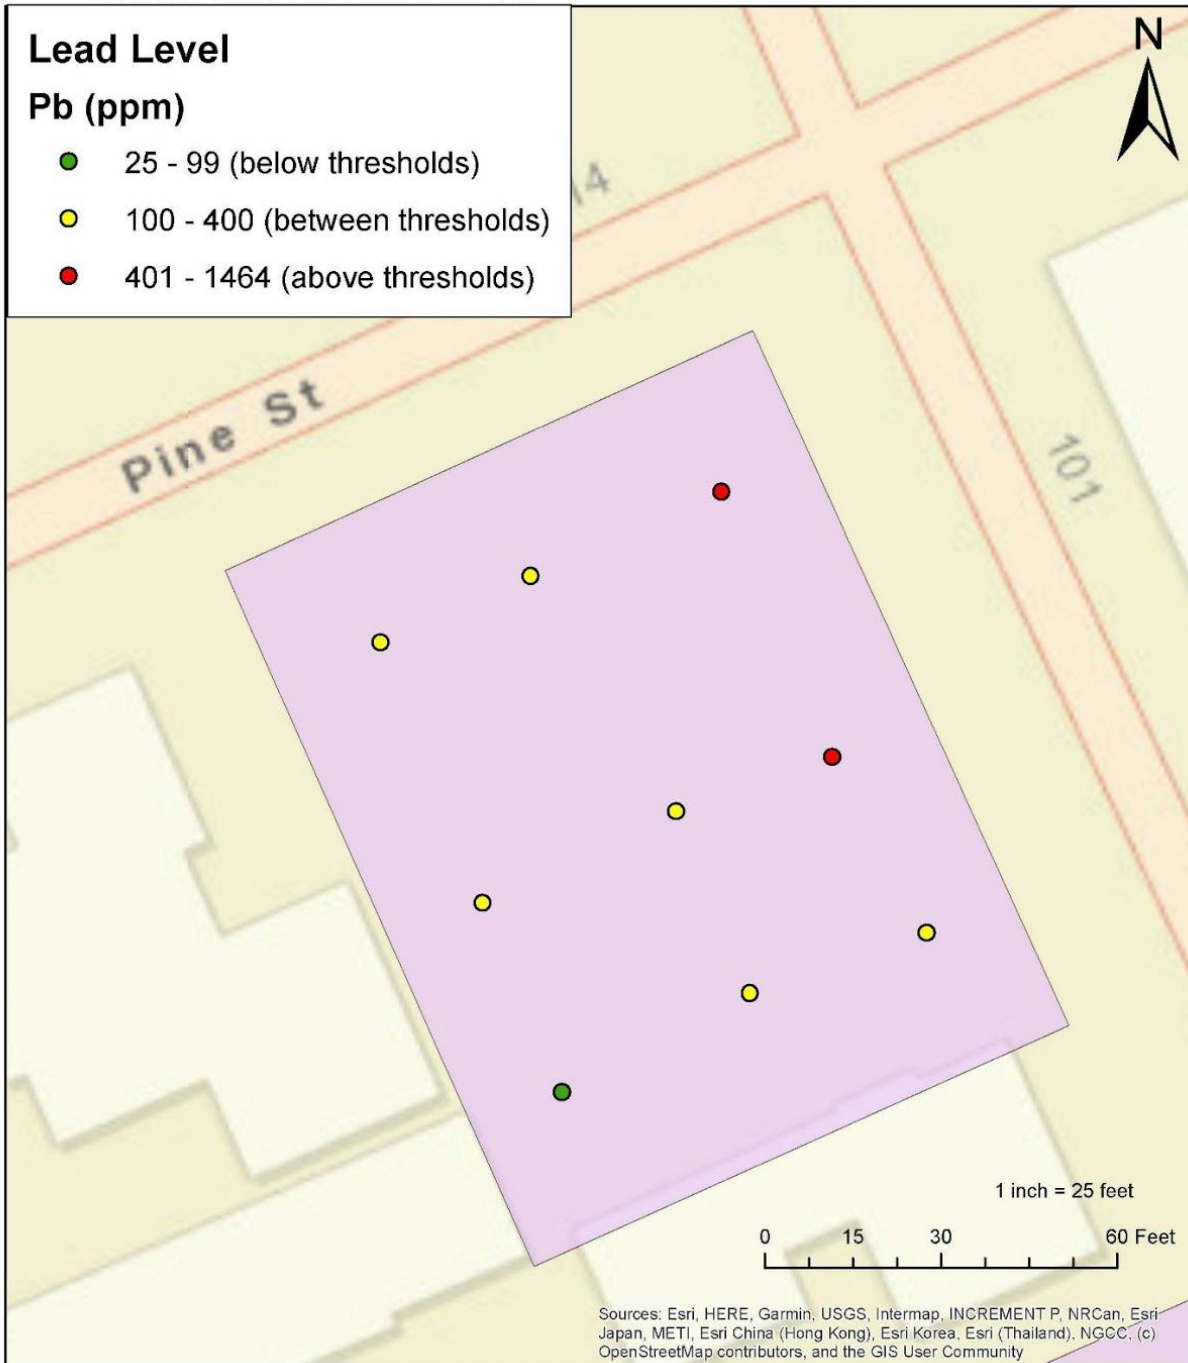 Lead Level
Pb (ppm)
25 - 99 (below thresholds)
100 - 400 (between thresholds)
401 - 1464 (above thresholds)
N
14
Pine St
101
1 inch = 25 feet
0 15 30 60 Feet
Sources: Esri, HERE, Garmin, USGS, Intermap, INCREMENT P, NRCan, Esri
Japan, METI, Esri China (Hong Kong), Esri Korea, Esri (Thailand), NGCC, (c)
OpenStreetMap contributors, and the GIS User Community